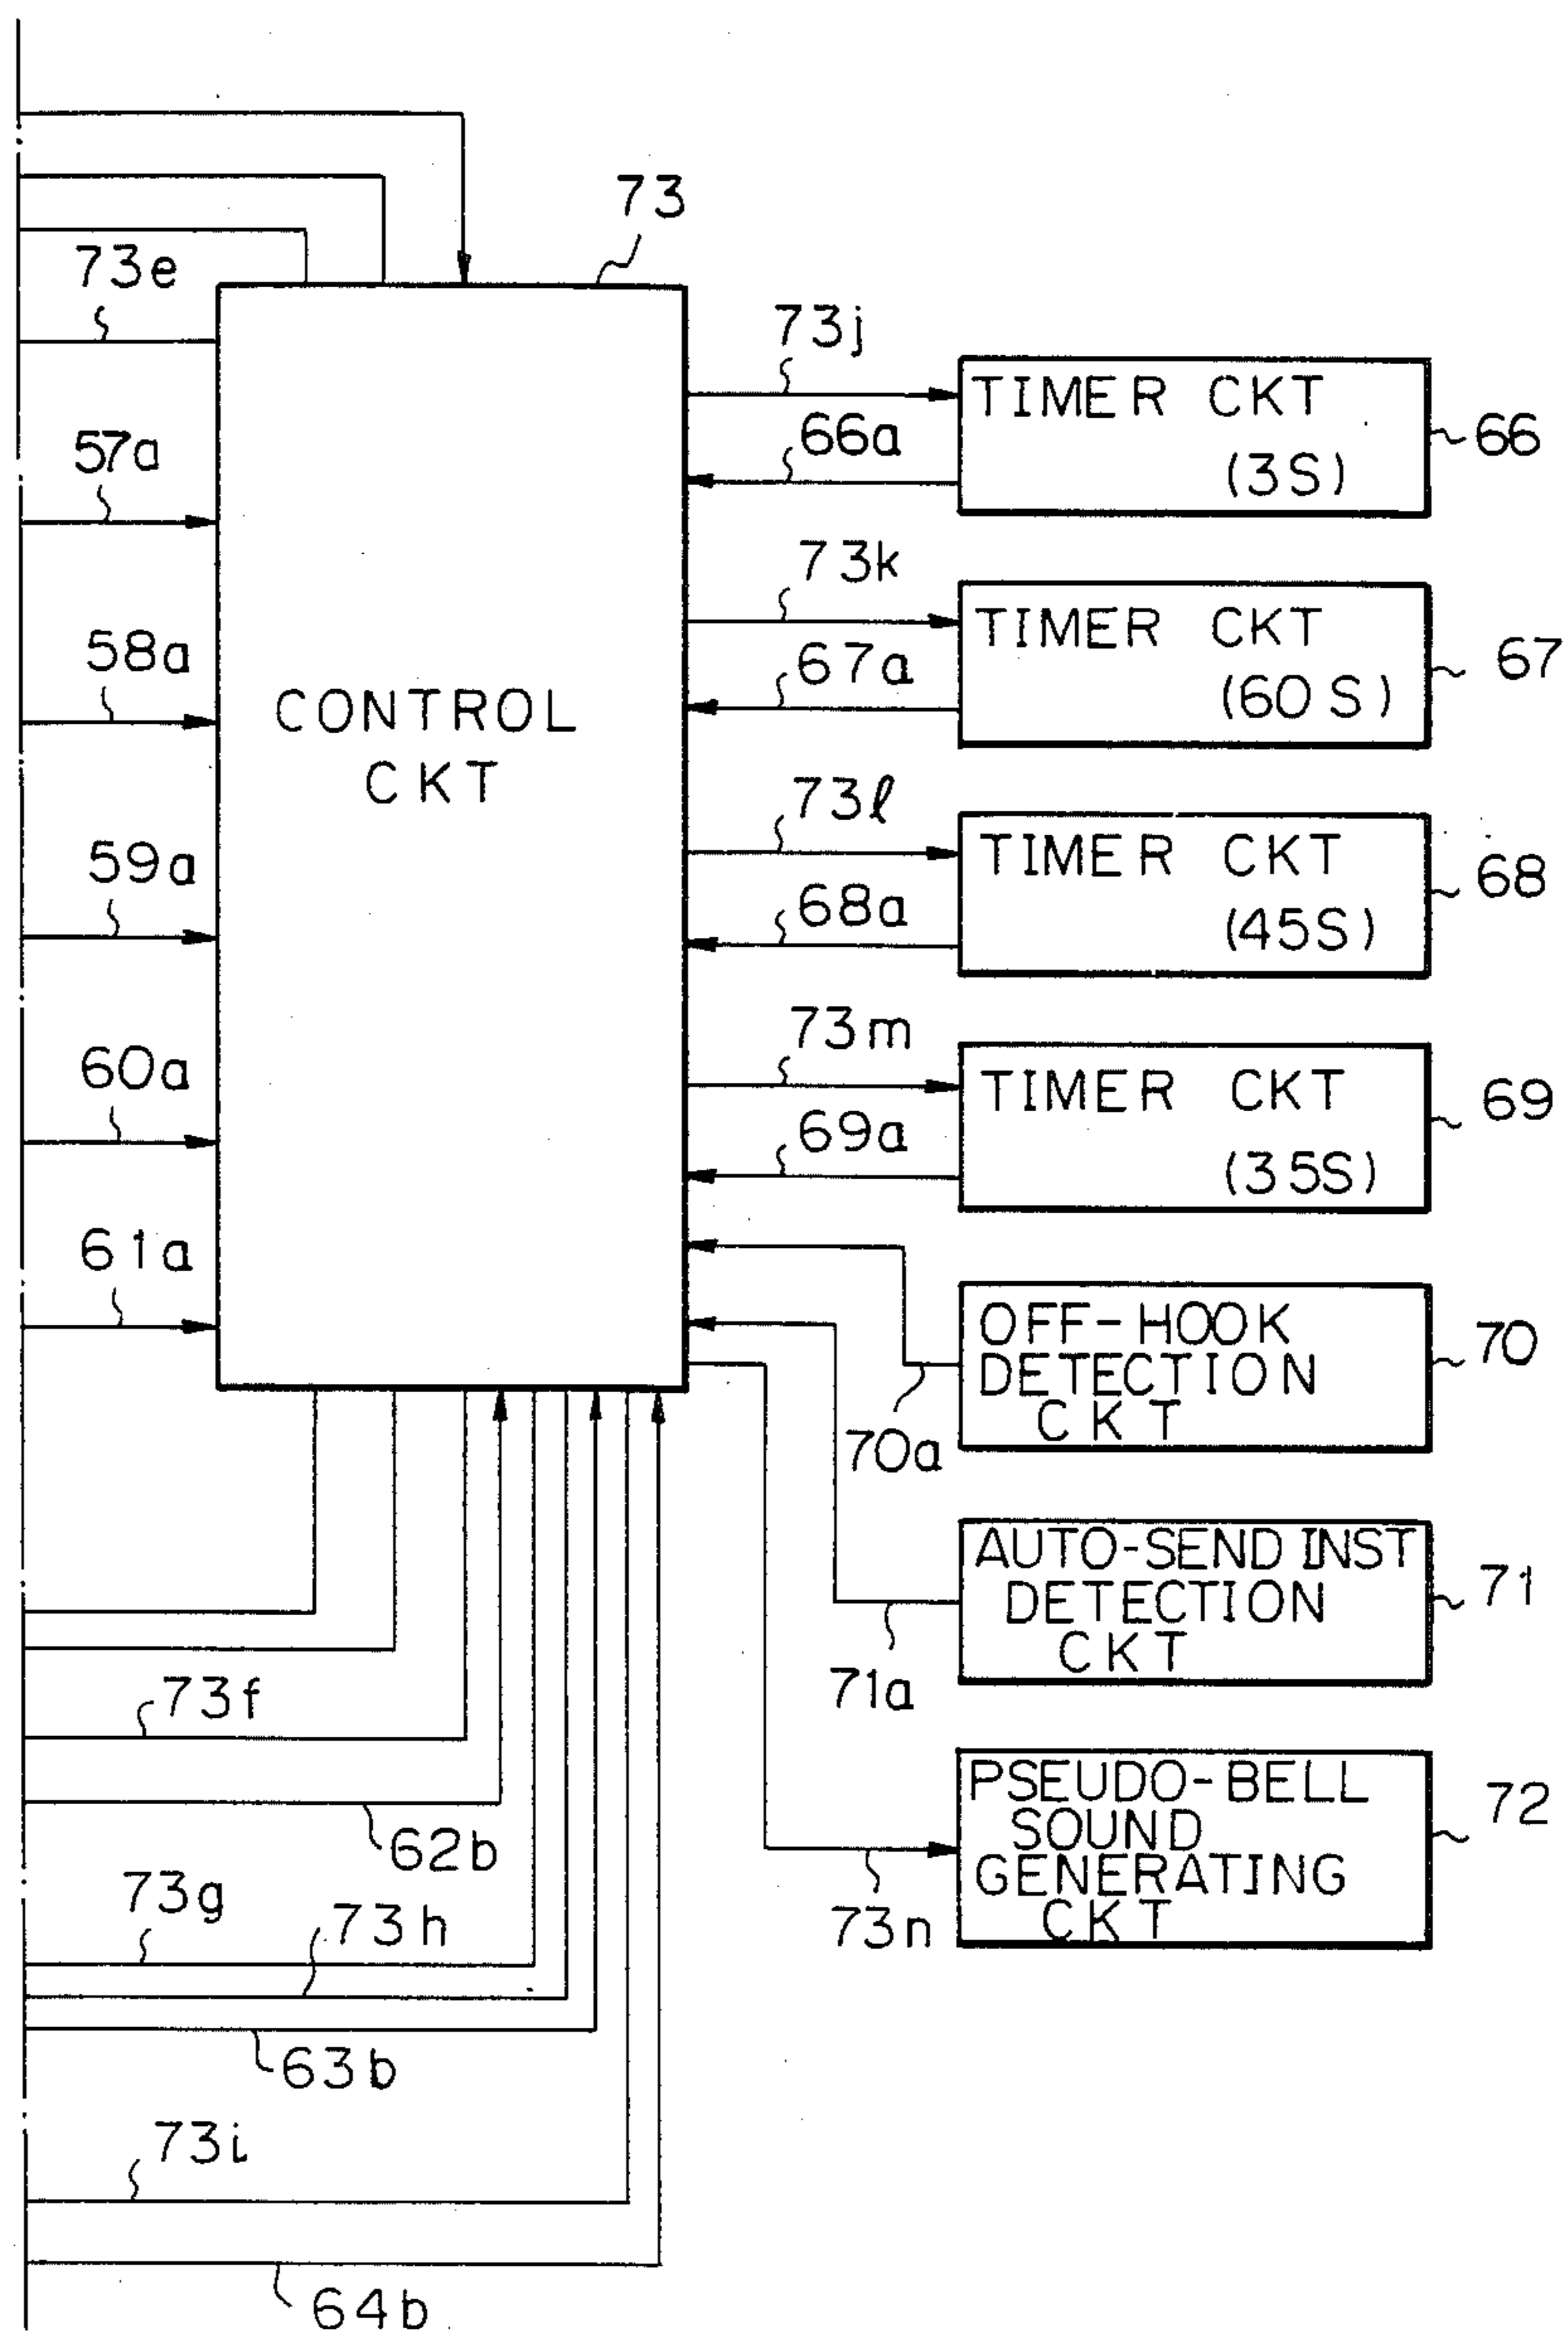 73
73e
73j
TIMER CKT
(3S)
66
66a
57a
73k
TIMER CKT
(60S)
67
67a
58a
CONTROL
CKT
73l
TIMER CKT
(45S)
68
68a
59a
73m
TIMER CKT
(35S)
69
69a
60a
61a
OFF-HOOK
DETECTION
CKT
70
70a
AUTO-SEND INST
DETECTION
CKT
71
71a
73f
PSEUDO-BELL
SOUND
GENERATING
CKT
72
62b
73g
73h
73n
63b
73i
64b